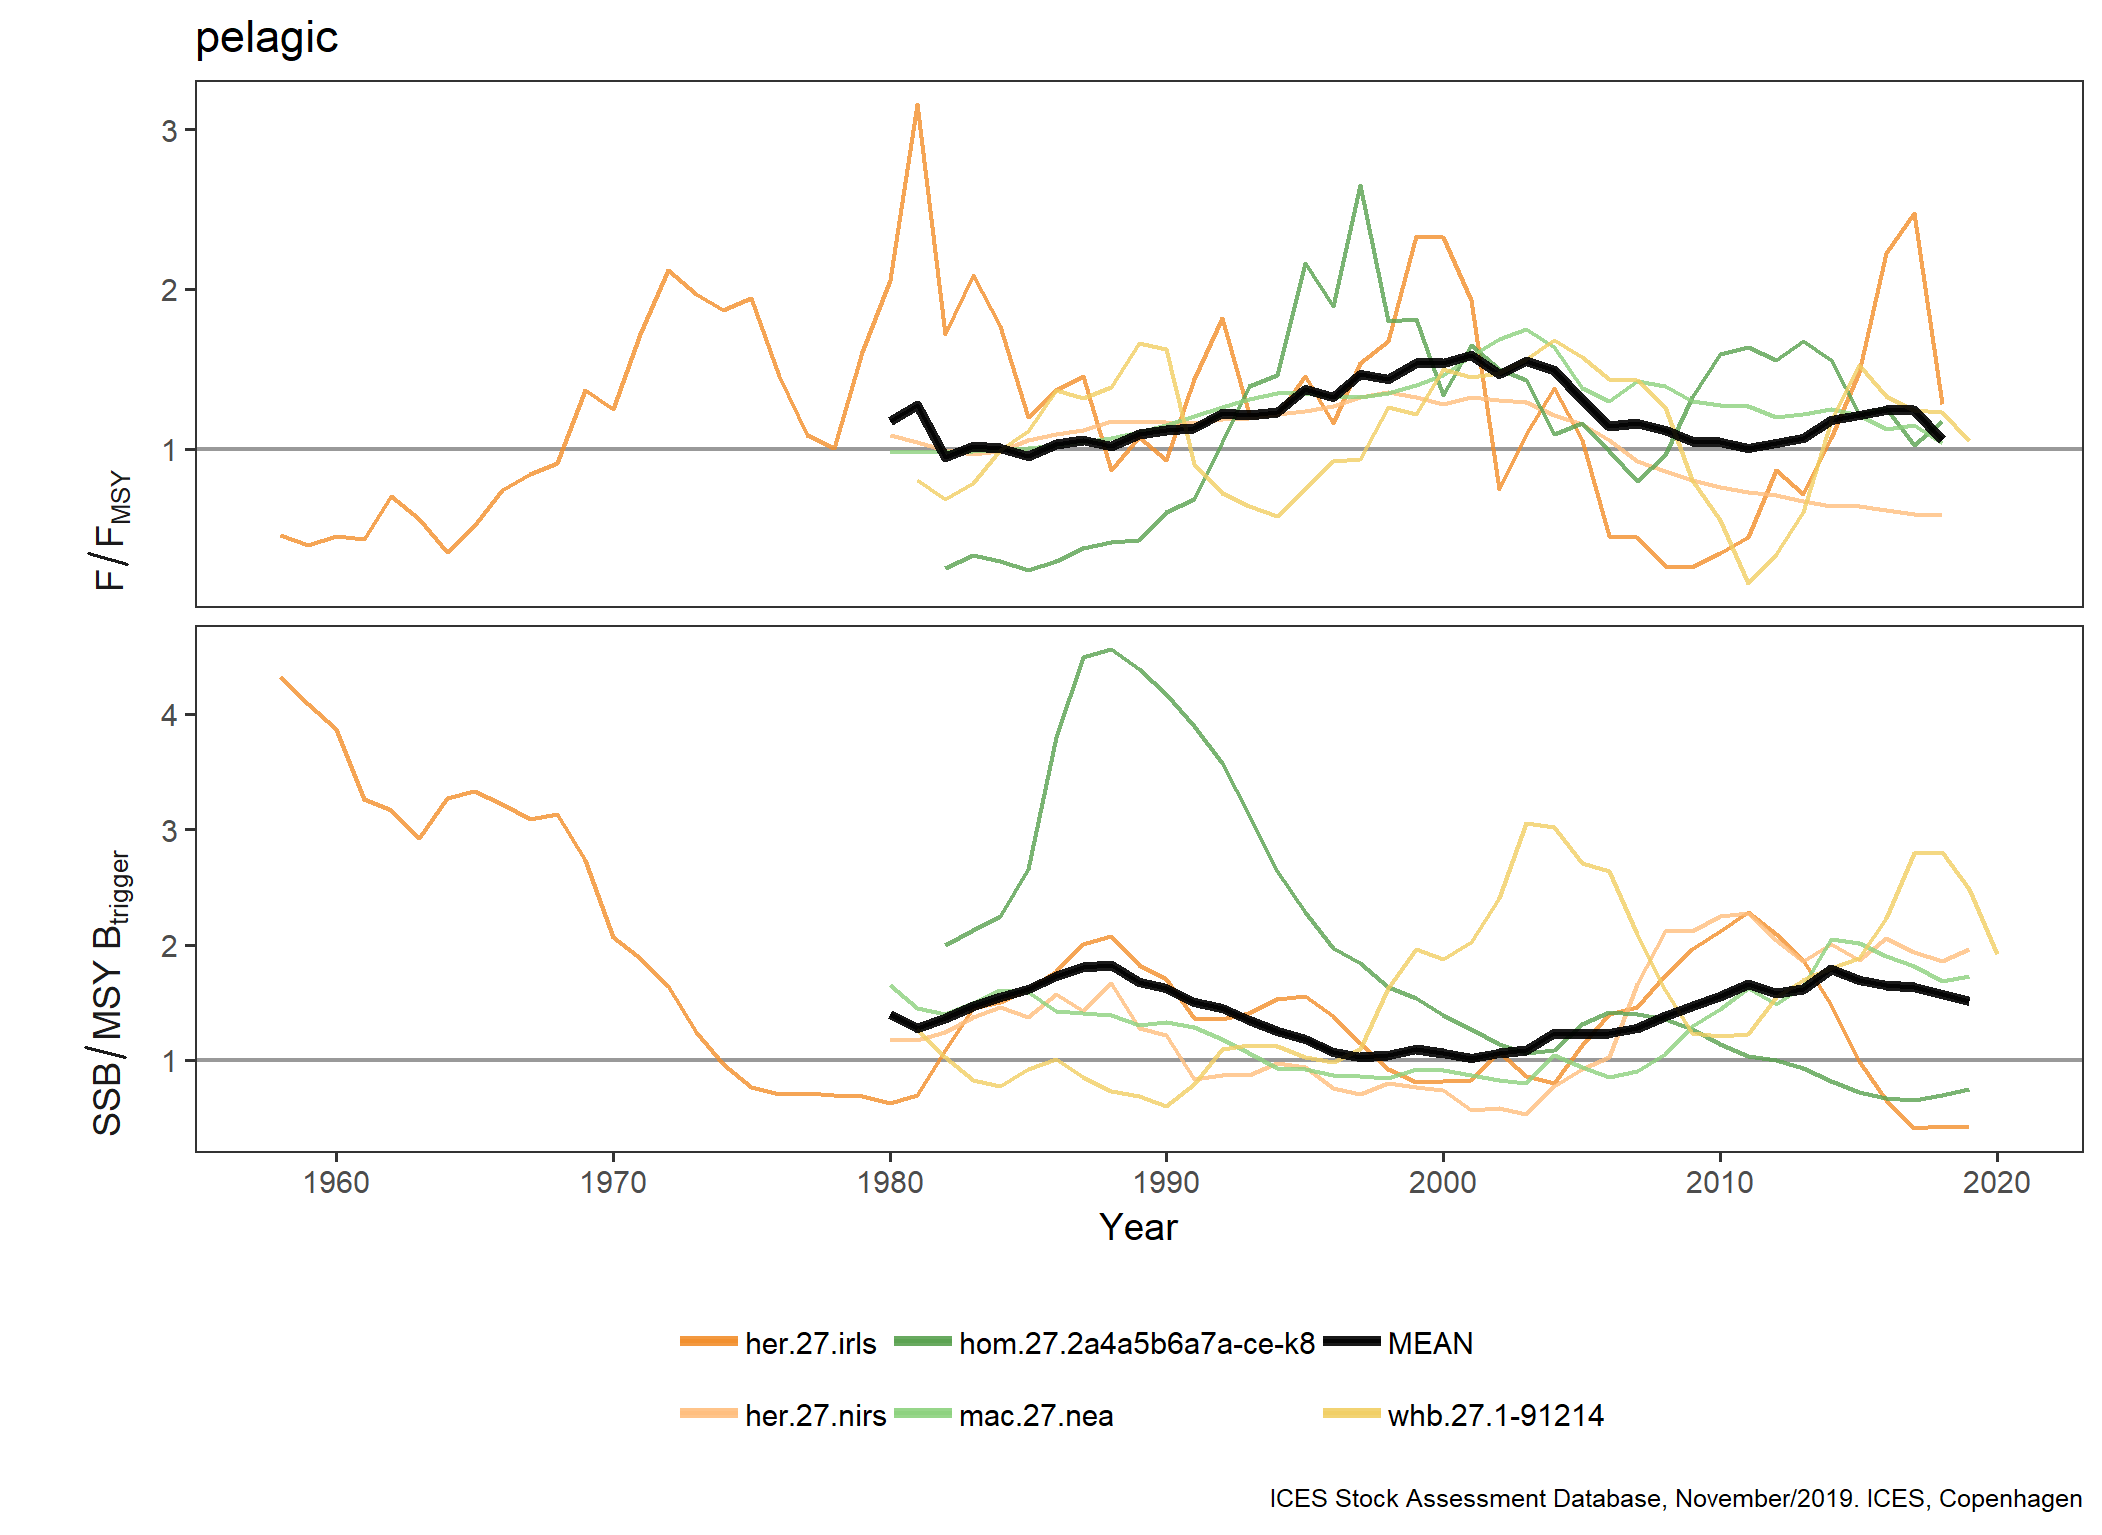 pelagic
3
2
1
F/FMSY
4
3
2
1
SSB/MSY Btrigger
1960 1970 1980 1990 2000 2010 2020
Year
her.27.irls hom.27.2a4a5b6a7a-ce-k8 MEAN
her.27.nirs mac.27.nea whb.27.1-91214
ICES Stock Assessment Database, November/2019. ICES, Copenhagen